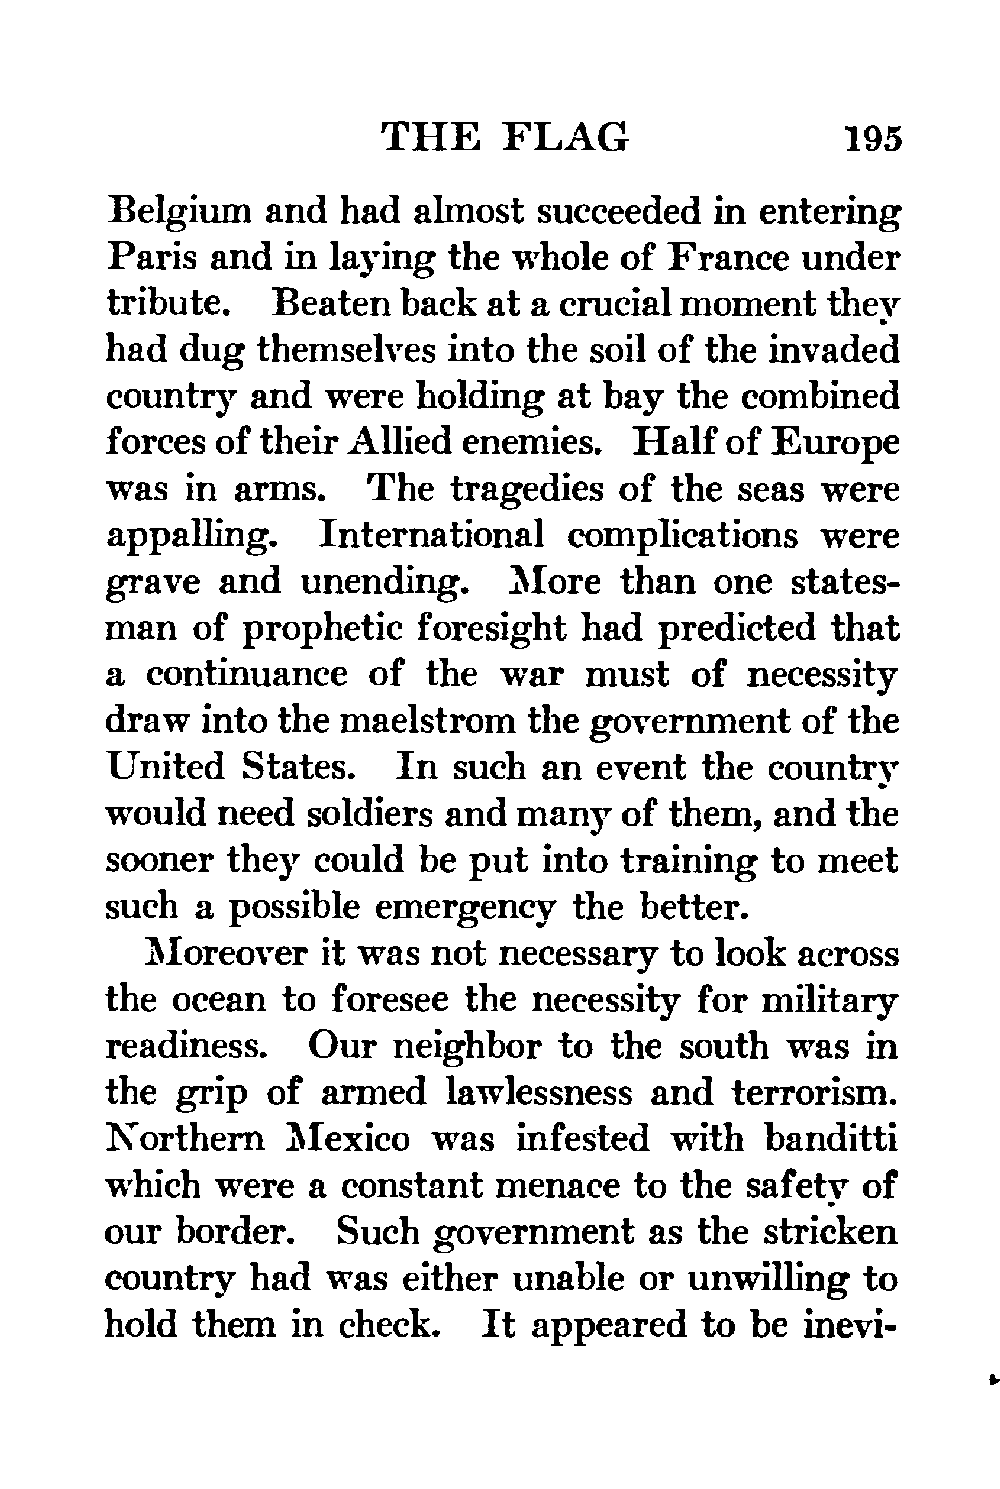 THE FLAG 195
Belgium and had almost succeeded in entering
Paris and in laying the whole of France under
tribute. Beaten back at a crucial moment they
had dug themselves into the soil of the invaded
country and were holding at bay the combined
forces of their Allied enemies. Half of Europe
was in arms. The tragedies of the seas were
appalling. International complications were
grave and unending. More than one states-
man of prophetic foresight had predicted that
a continuance of the war must of necessity
draw into the maelstrom the government of the
United States. In such an event the country
would need soldiers and many of them, and the
sooner they could be put into training to meet
such a possible emergency the better.
Moreover it was not necessary to look across
the ocean to foresee the necessity for military
readiness. Our neighbor to the south was in
the grip of armed lawlessness and terrorism.
Northern Mexico was infested with banditti
which were a constant menace to the safety of
our border. Such government as the stricken
country had was either unable or unwilling to
hold them in check. It appeared to be inevi-